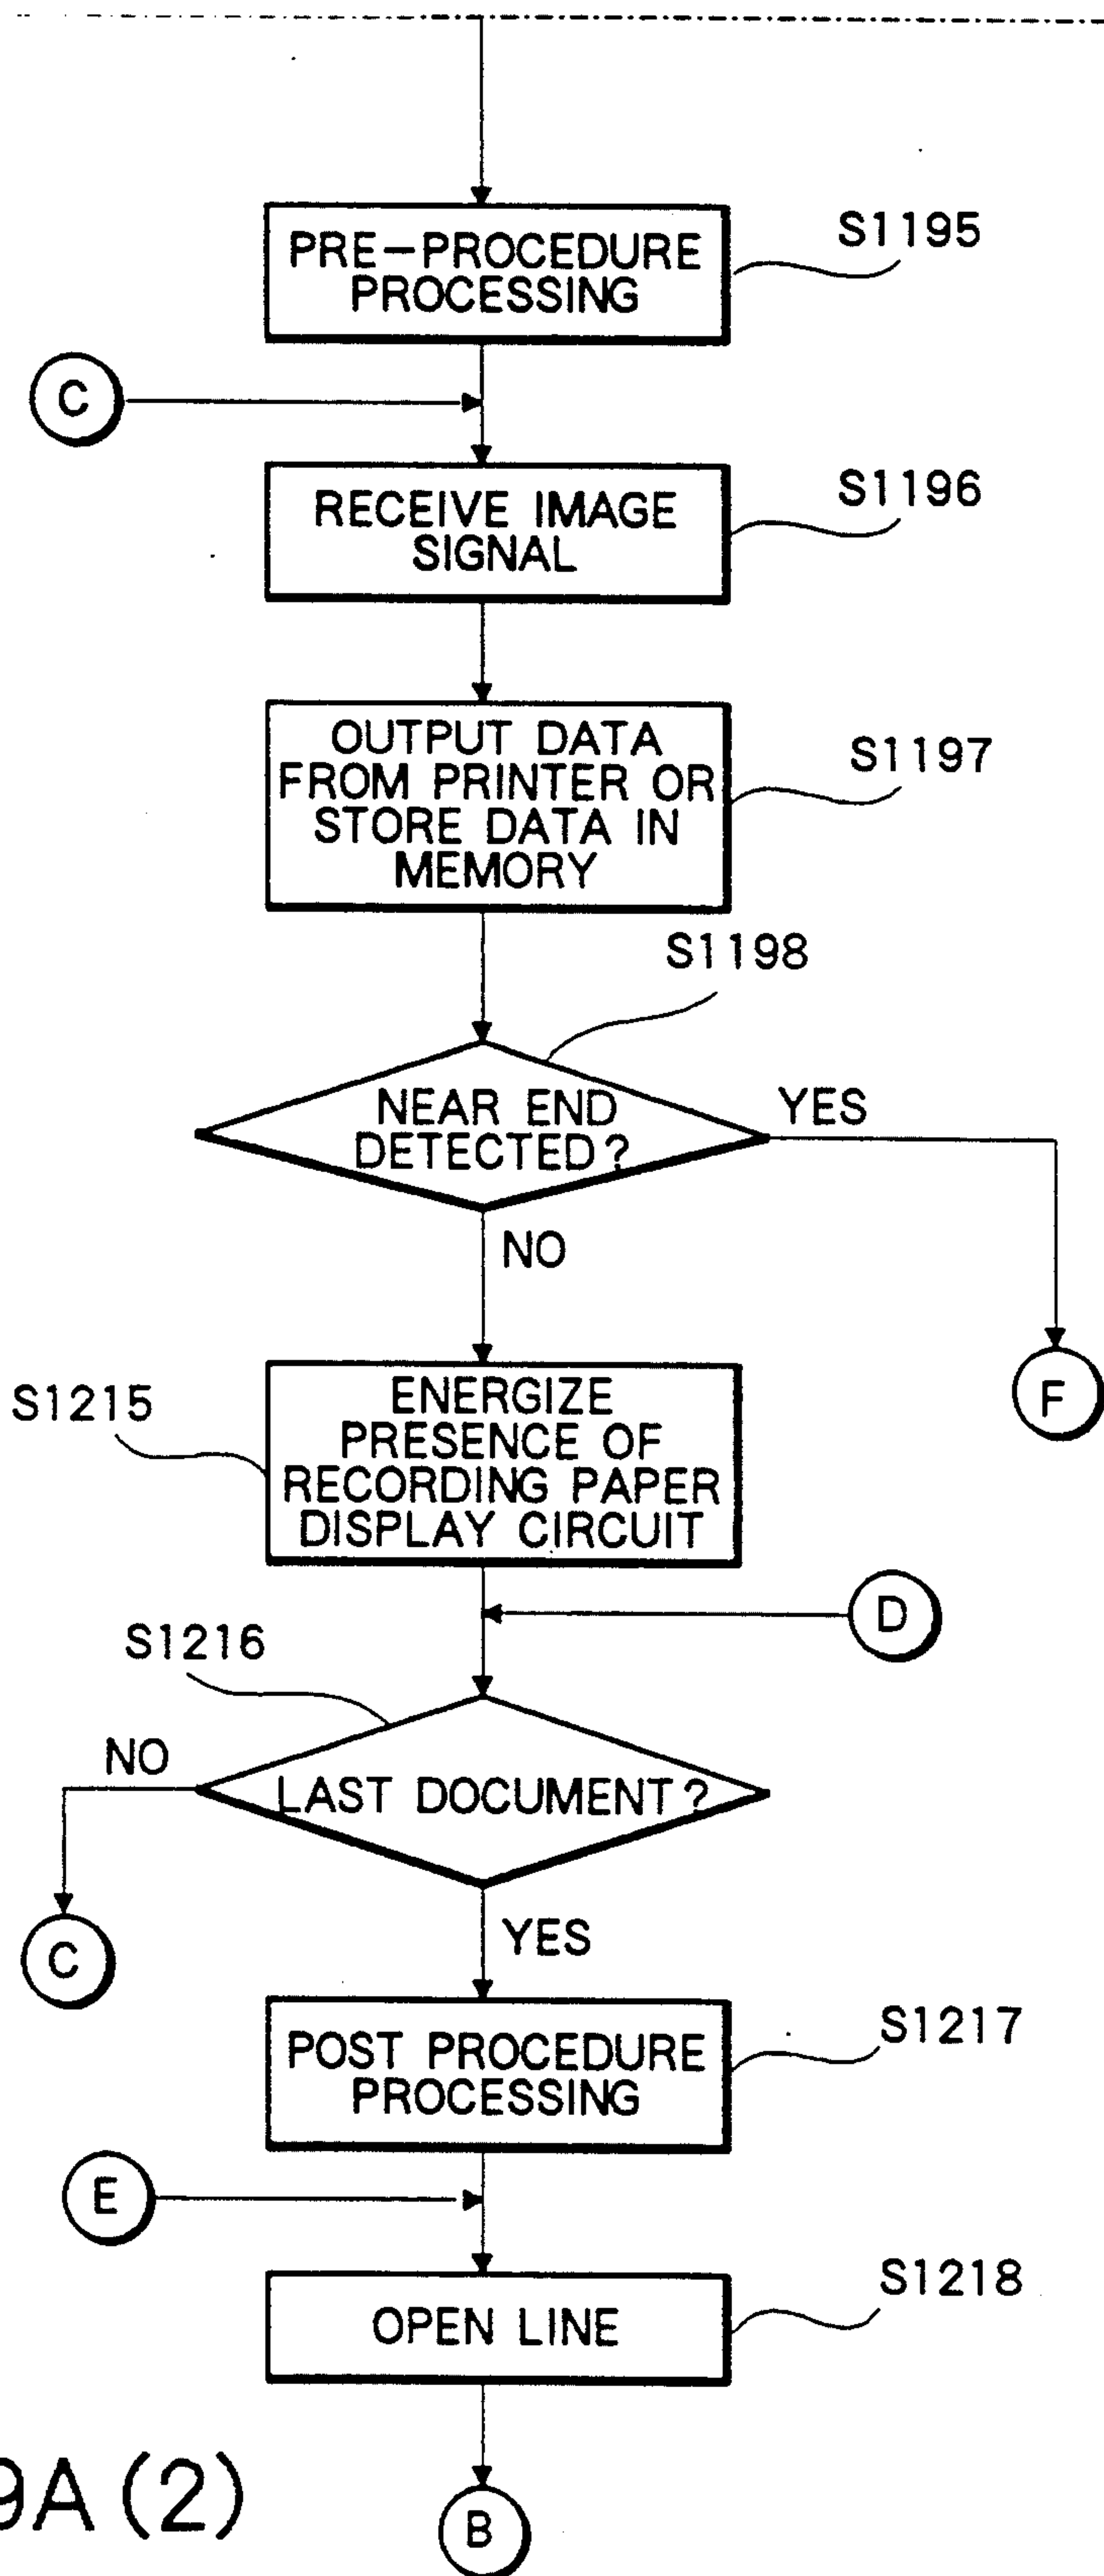 PRE-PROCEDURE
PROCESSING
S1195
C
RECEIVE IMAGE
SIGNAL
S1196
OUTPUT DATA
FROM PRINTER OR
STORE DATA IN
MEMORY
S1197
S1198
NEAR END
DETECTED?
YES
NO
F
S1215
ENERGIZE
PRESENCE OF
RECORDING PAPER
DISPLAY CIRCUIT
D
S1216
NO
LAST DOCUMENT?
C
YES
POST PROCEDURE
PROCESSING
S1217
E
OPEN LINE
S1218
9A (2)
B